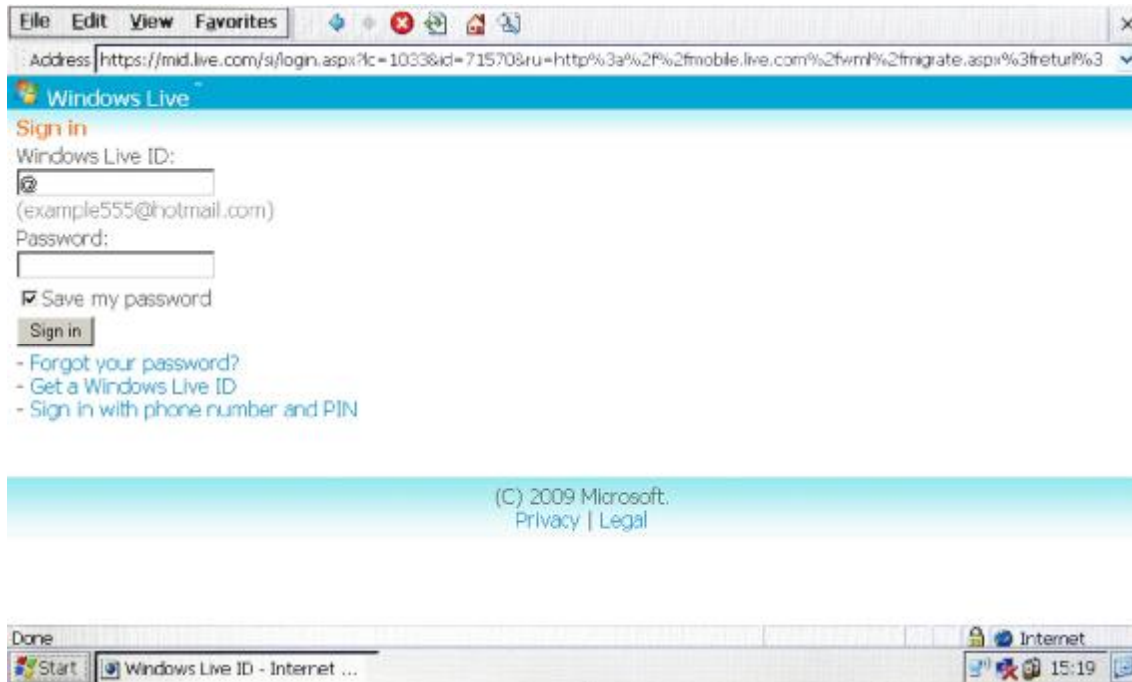 File Edit View Favorites
Address https://mid.live.com/si/login.aspx?lc=1033&id=71570&ru=http%3a%2f%2fmobile.live.com%2fwml%2fmigrate.aspx%3freturl%3
Windows Live
Sign in
Windows Live ID:
@
(example555@hotmail.com)
Password:
Save my password
Sign in
- Forgot your password?
- Get a Windows Live ID
- Sign in with phone number and PIN
(C) 2009 Microsoft.
Privacy | Legal
Done Internet
Start Windows Live ID - Internet ... 15:19